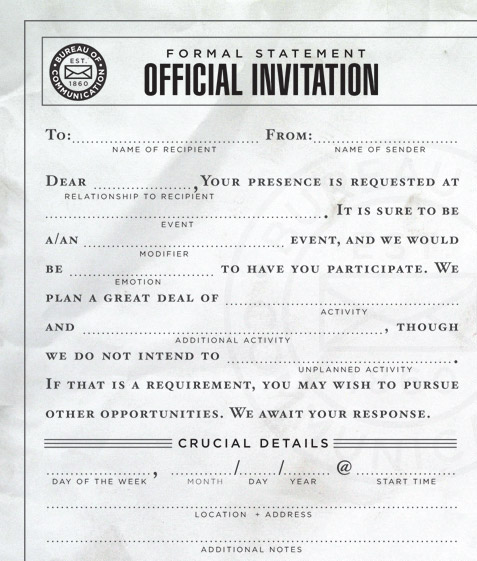 BUREAU OF
EST.
1860
COMMUNICATION
FORMAL STATEMENT
OFFICIAL INVITATION
To: From:
NAME OF RECIPIENT NAME OF SENDER
DEAR , YOUR PRESENCE IS REQUESTED AT
RELATIONSHIP TO RECIPIENT
. IT IS SURE TO BE
EVENT
A/AN EVENT, AND WE WOULD
MODIFIER
BE TO HAVE YOU PARTICIPATE. WE
EMOTION
PLAN A GREAT DEAL OF
ACTIVITY
AND , THOUGH
ADDITIONAL ACTIVITY
WE DO NOT INTEND TO .
UNPLANNED ACTIVITY
IF THAT IS A REQUIREMENT, YOU MAY WISH TO PURSUE
OTHER OPPORTUNITIES. WE AWAIT YOUR RESPONSE.
CRUCIAL DETAILS
, / / @
DAY OF THE WEEK MONTH DAY YEAR START TIME
LOCATION + ADDRESS
ADDITIONAL NOTES